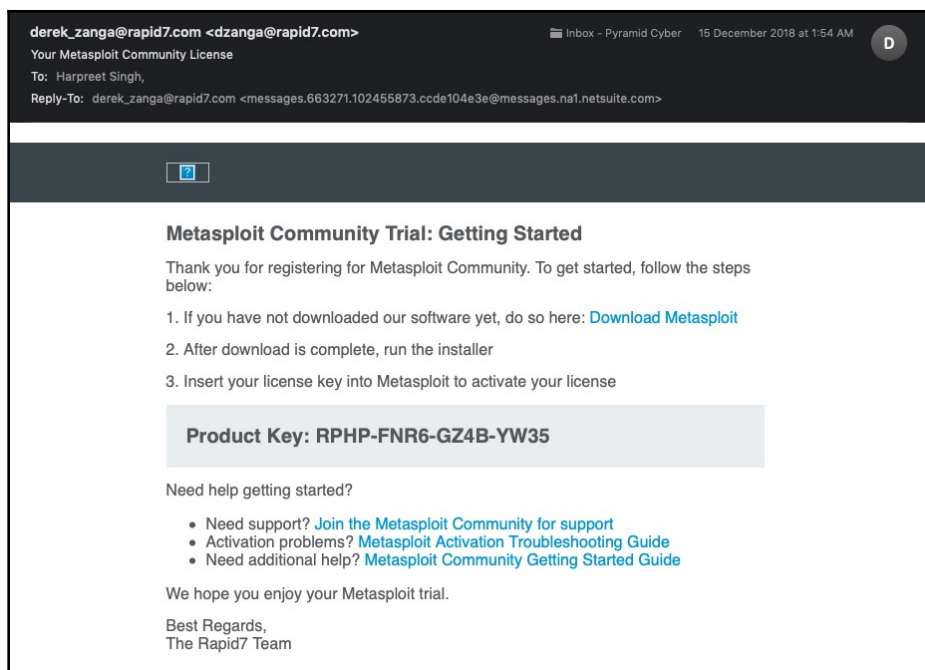 derek_zanga@rapid7.com <dzanga@rapid7.com>
Inbox - Pyramid Cyber 15 December 2018 at 1:54 AM
D
Your Metasploit Community License
To: Harpreet Singh,
Reply-To: derek_zanga@rapid7.com <messages.663271.102455873.ccde104e3e@messages.na1.netsuite.com>
?
Metasploit Community Trial: Getting Started
Thank you for registering for Metasploit Community. To get started, follow the steps
below:
1. If you have not downloaded our software yet, do so here: Download Metasploit
2. After download is complete, run the installer
3. Insert your license key into Metasploit to activate your license
Product Key: RPHP-FNR6-GZ4B-YW35
Need help getting started?
• Need support? Join the Metasploit Community for support
• Activation problems? Metasploit Activation Troubleshooting Guide
• Need additional help? Metasploit Community Getting Started Guide
We hope you enjoy your Metasploit trial.
Best Regards,
The Rapid7 Team